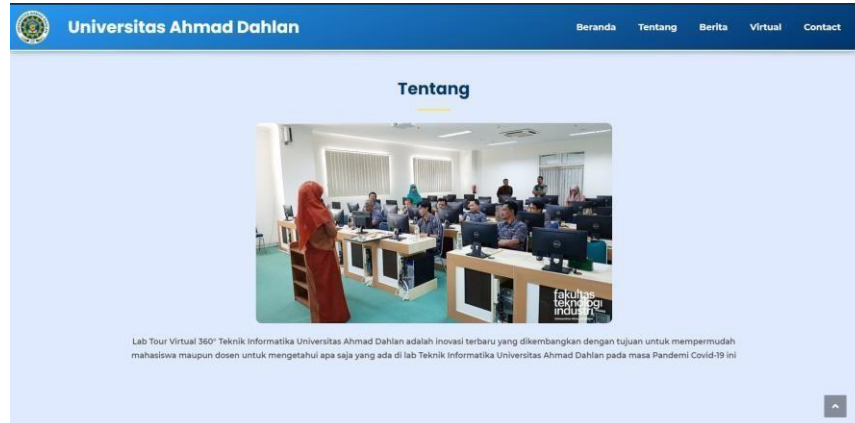 Universitas Ahmad Dahlan
Beranda Tentang Berita Virtual Contact
Tentang
fakultas
teknologi
industri
Lab Tour Virtual 360° Teknik Informatika Universitas Ahmad Dahlan adalah inovasi terbaru yang dikembangkan dengan tujuan untuk mempermudah
mahasiswa maupun dosen untuk mengetahui apa saja yang ada di lab Teknik Informatika Universitas Ahmad Dahlan pada masa Pandemi Covid-19 ini